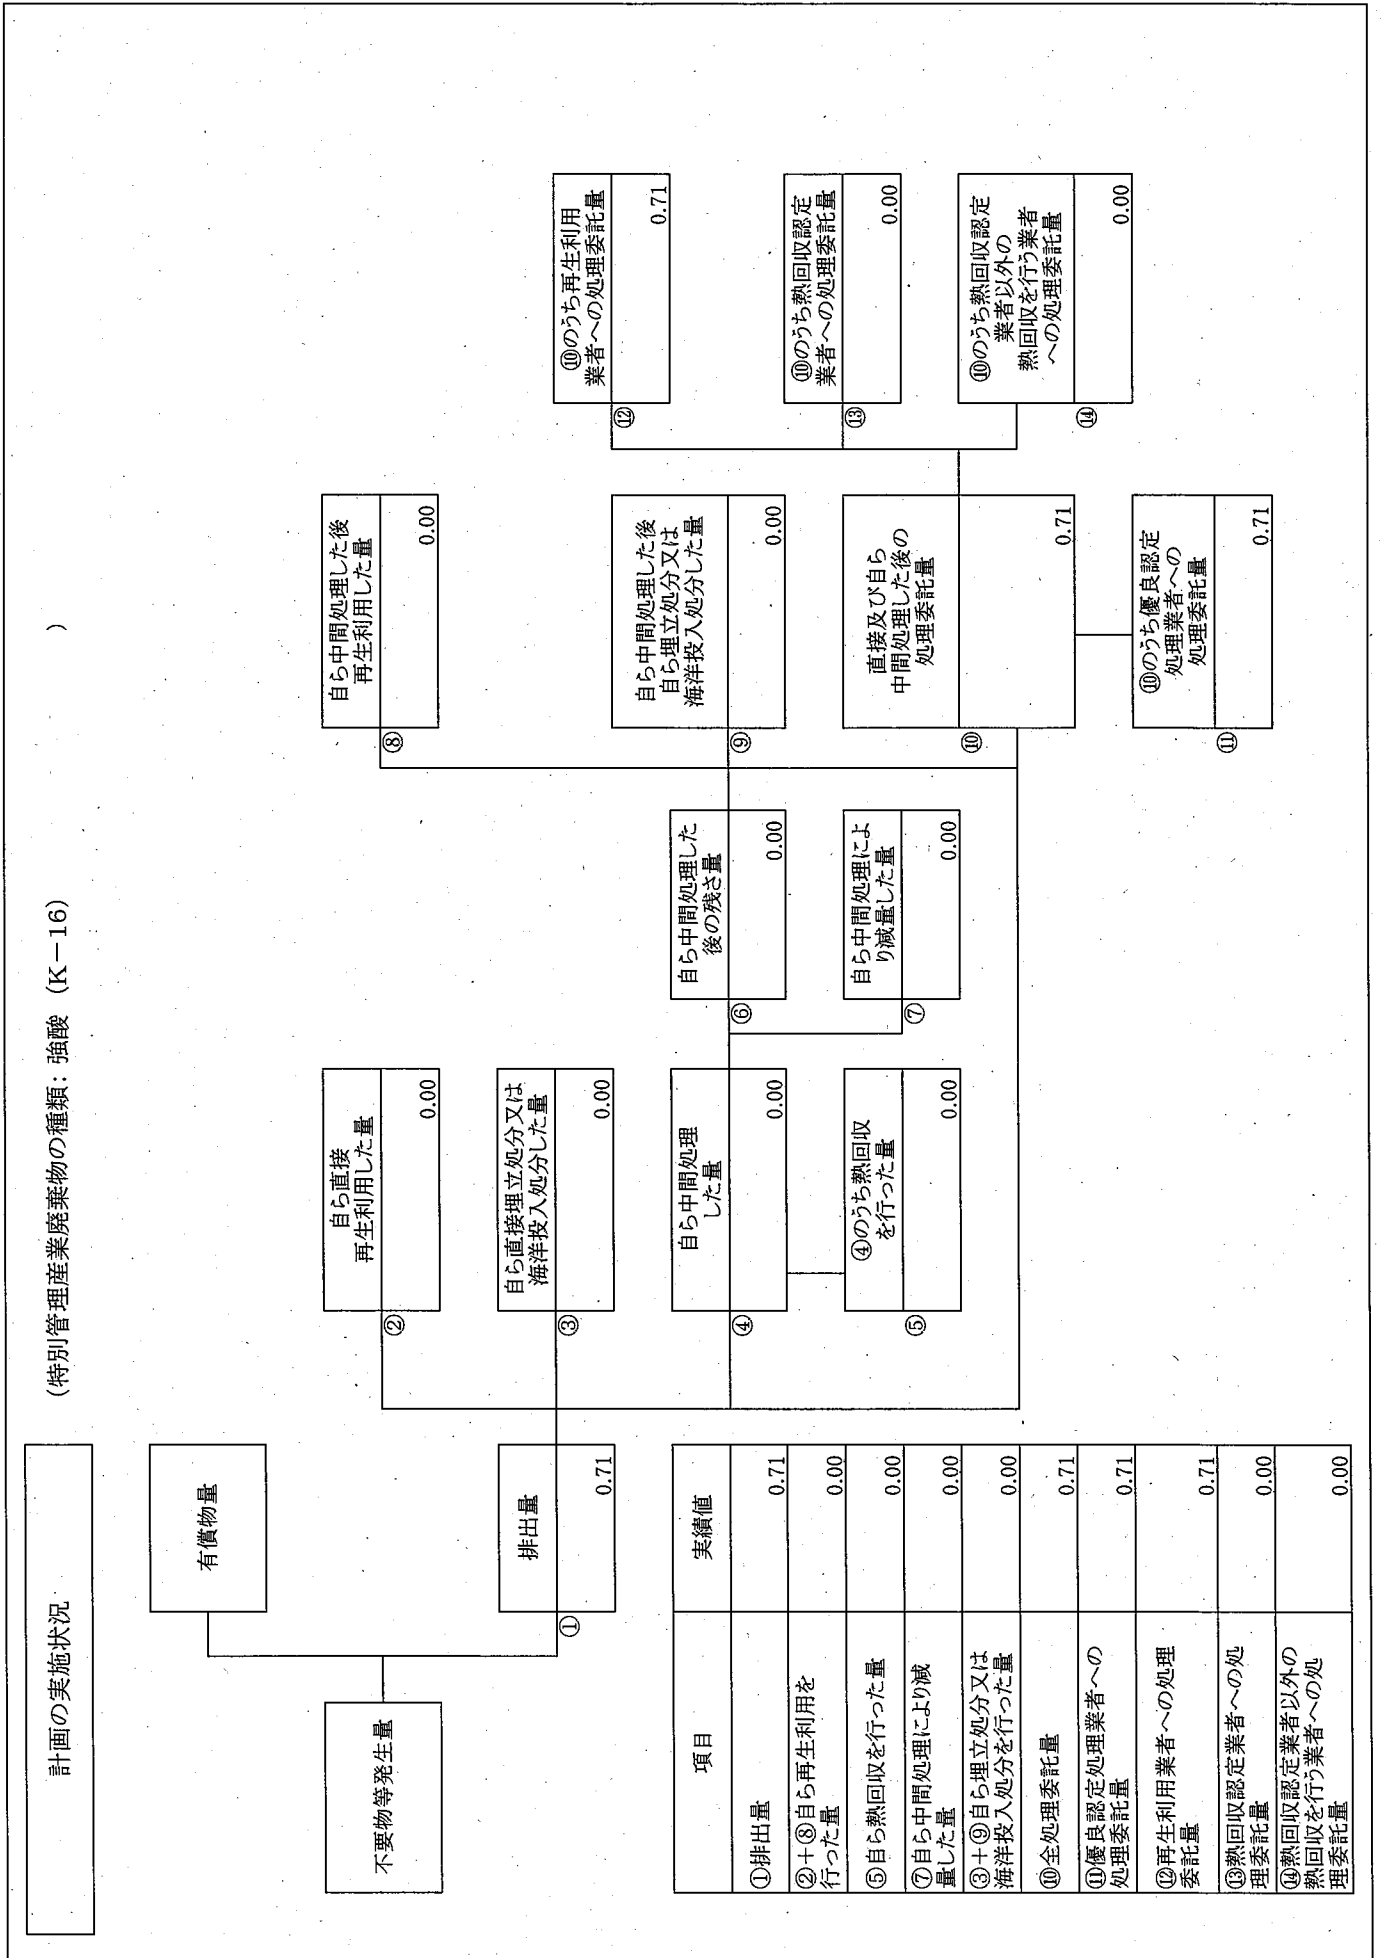 計画の実施状況
(特別管理産業廃棄物の種類：強酸 (K－16)
)
不要物等発生量
有償物量
排出量
①
0.71
自ら直接
再生利用した量
②
0.00
自ら直接埋立処分又は
海洋投入処分した量
③
0.00
自ら中間処理
した量
④
0.00
④のうち熱回収
を行った量
⑤
0.00
自ら中間処理した
後の残さ量
⑥
0.00
自ら中間処理によ
り減量した量
⑦
0.00
自ら中間処理した後
再生利用した量
⑧
0.00
自ら中間処理した後
自ら埋立処分又は
海洋投入処分した量
⑨
0.00
直接及び自ら
中間処理した後の
処理委託量
⑩
0.71
⑩のうち優良認定
処理業者への
処理委託量
⑪
0.71
⑩のうち再生利用
業者への処理委託量
⑫
0.71
⑩のうち熱回収認定
業者への処理委託量
⑬
0.00
⑩のうち熱回収認定
業者以外の
熱回収を行う業者
への処理委託量
⑭
0.00
項目 実績値
①排出量 0.71
②＋⑧自ら再生利用を
行った量 0.00
⑤自ら熱回収を行った量 0.00
⑦自ら中間処理により減
量した量 0.00
③＋⑨自ら埋立処分又は
海洋投入処分を行った量 0.00
⑩全処理委託量 0.71
⑪優良認定処理業者への
処理委託量 0.71
⑫再生利用業者への処理
委託量 0.71
⑬熱回収認定業者への処
理委託量 0.00
⑭熱回収認定業者以外の
熱回収を行う業者への処
理委託量 0.00